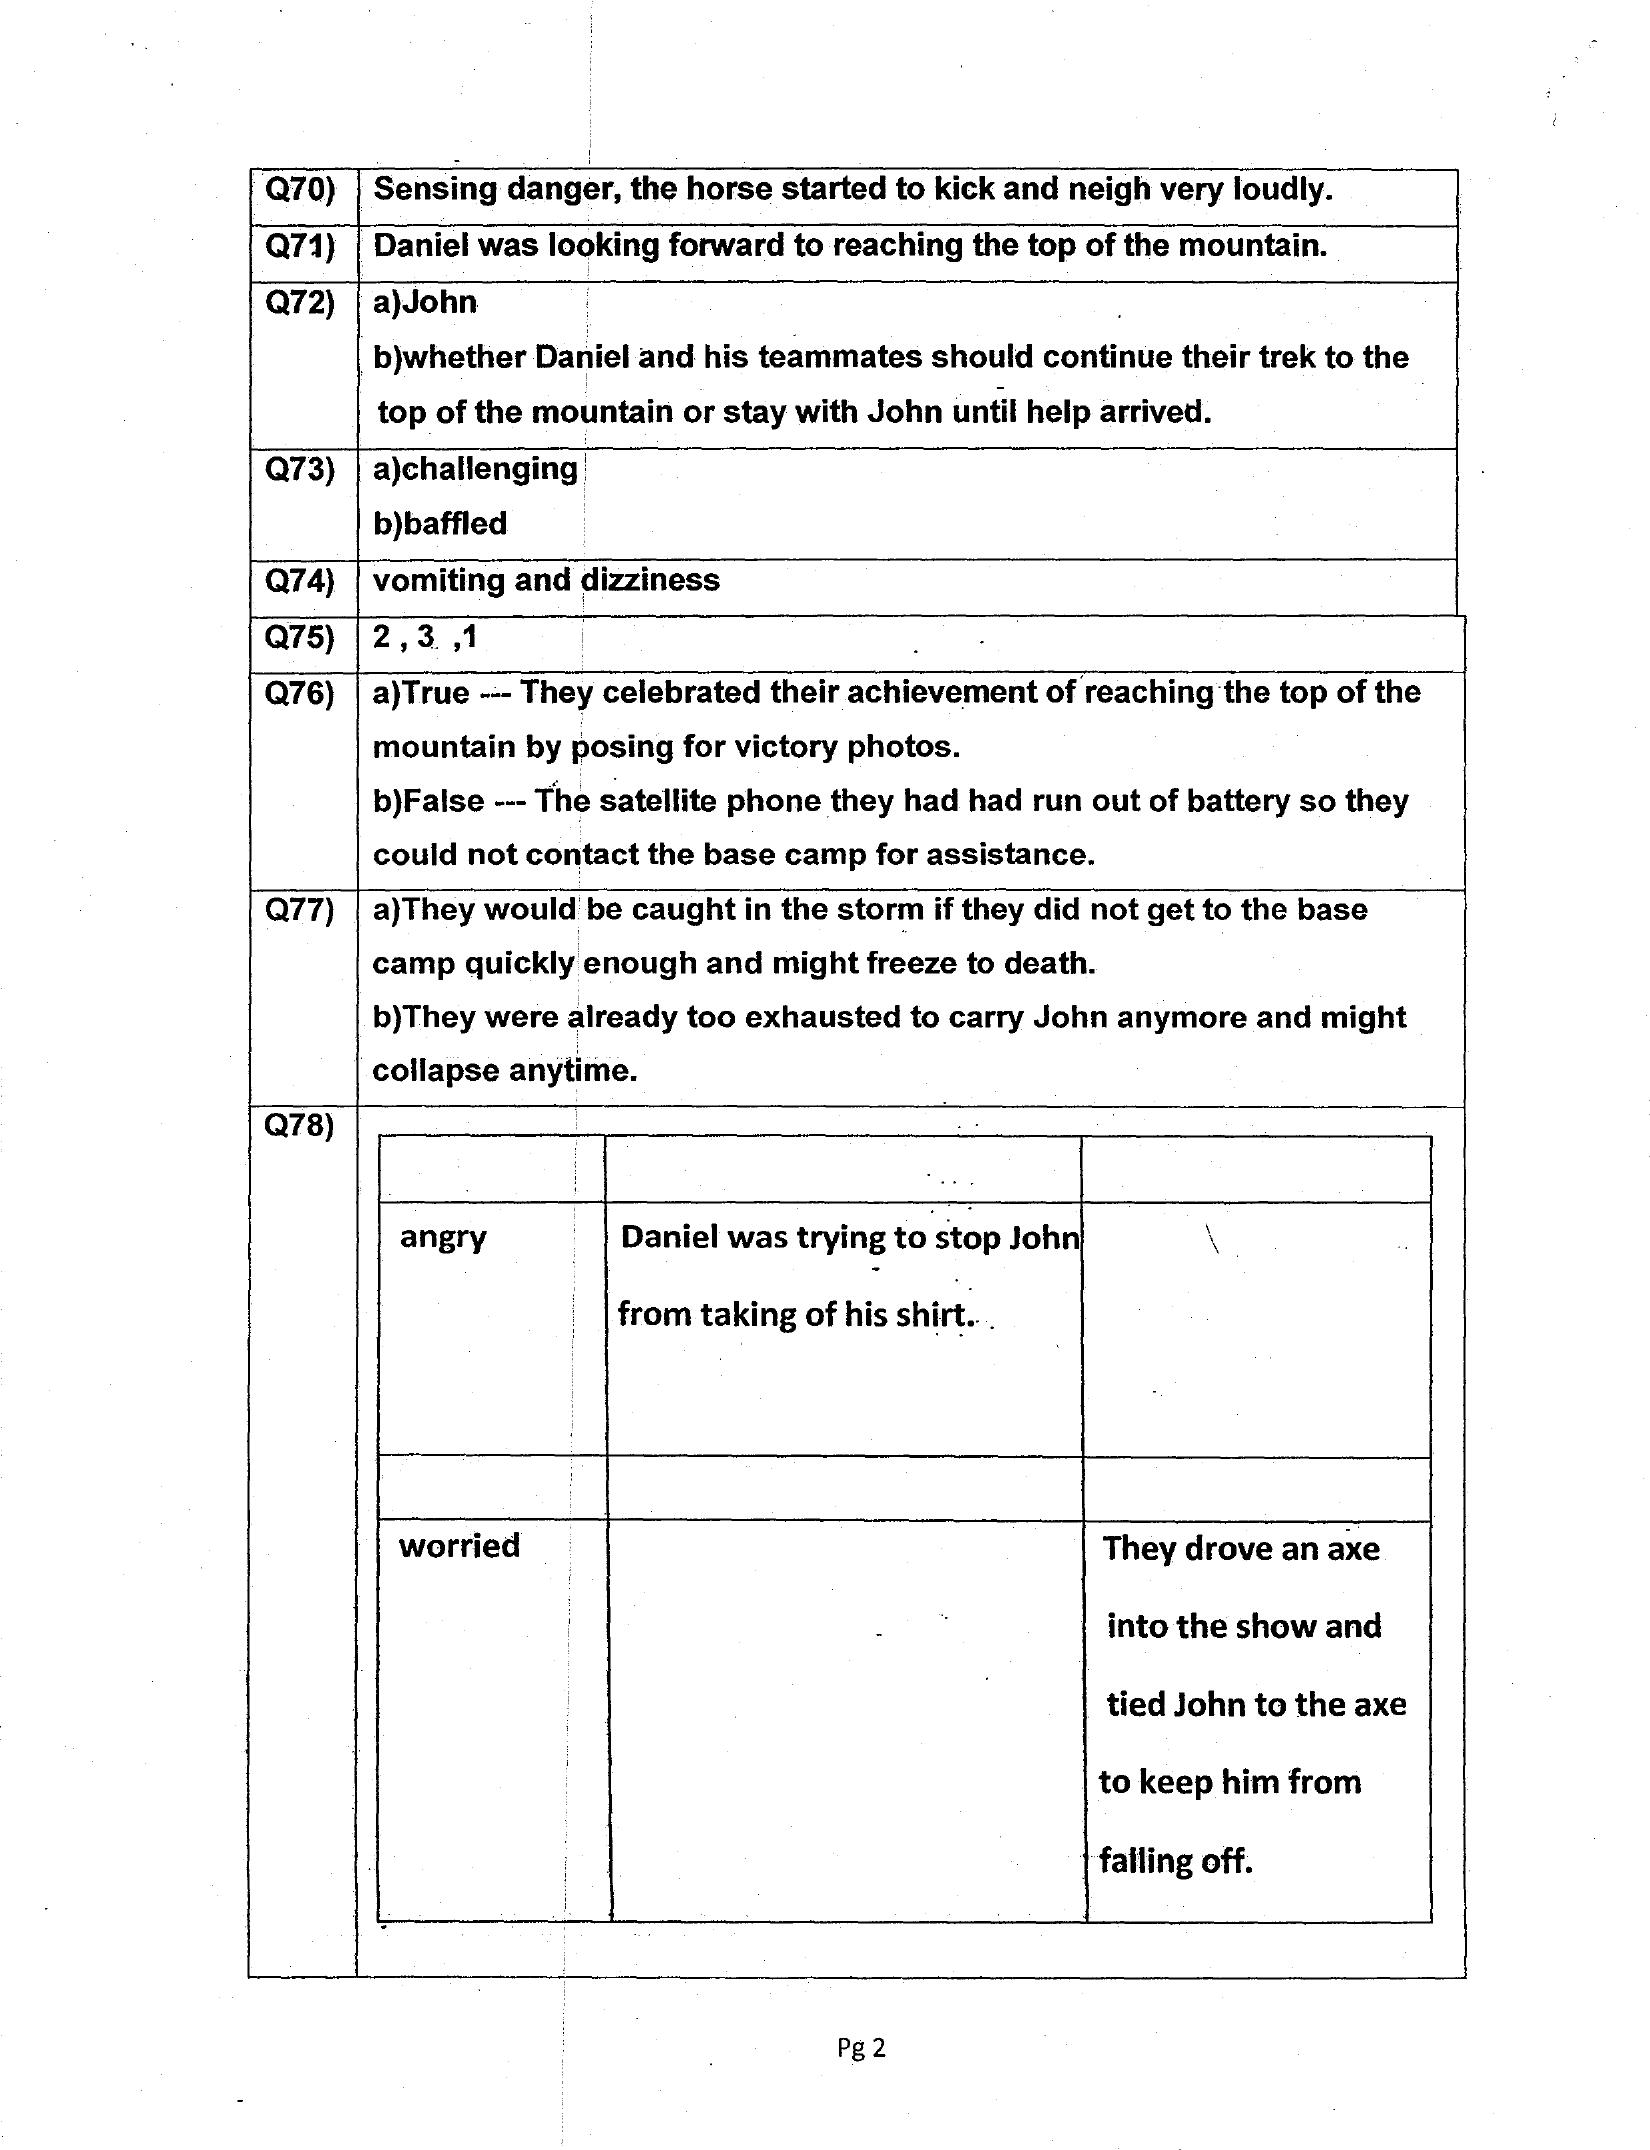 Q70) Sensing danger, the horse started to kick and neigh very loudly.
Q71) Daniel was looking forward to reaching the top of the mountain.
Q72) a)John
b)whether Daniel and his teammates should continue their trek to the
top of the mountain or stay with John until help arrived.
Q73) a)challenging
b)baffled
Q74) vomiting and dizziness
Q75) 2 , 3 ,1
Q76) a)True --- They celebrated their achievement of reaching the top of the
mountain by posing for victory photos.
b)False --- The satellite phone they had had run out of battery so they
could not contact the base camp for assistance.
Q77) a)They would be caught in the storm if they did not get to the base
camp quickly enough and might freeze to death.
b)They were already too exhausted to carry John anymore and might
collapse anytime.
Q78)
angry Daniel was trying to stop John
from taking of his shirt.
worried They drove an axe
into the show and
tied John to the axe
to keep him from
falling off.
Pg 2